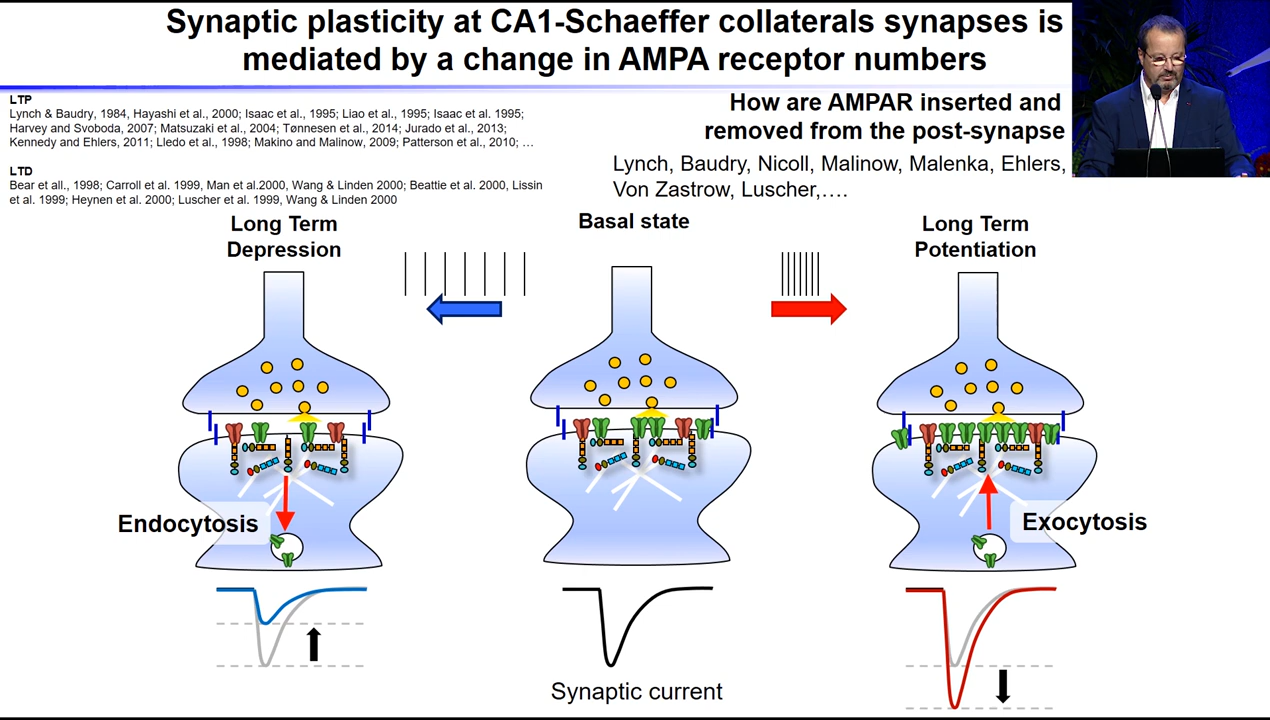 Synaptic plasticity at CA1-Schaeffer collaterals synapses is
mediated by a change in AMPA receptor numbers
LTP
Lynch & Baudry, 1984, Hayashi et al., 2000; Isaac et al., 1995; Liao et al., 1995; Isaac et al. 1995;
Harvey and Svoboda, 2007; Matsuzaki et al., 2004; Tønnesen et al., 2014; Jurado et al., 2013;
Kennedy and Ehlers, 2011; Lledo et al., 1998; Makino and Malinow, 2009; Patterson et al., 2010; …
LTD
Bear et all., 1998; Carroll et al. 1999, Man et al.2000, Wang & Linden 2000; Beattie et al. 2000, Lissin
et al. 1999; Heynen et al. 2000; Luscher et al. 1999, Wang & Linden 2000
How are AMPAR inserted and
removed from the post-synapse
Lynch, Baudry, Nicoll, Malinow, Malenka, Ehlers,
Von Zastrow, Luscher,….
Long Term
Depression
Basal state
Long Term
Potentiation
Endocytosis
Exocytosis
Synaptic current